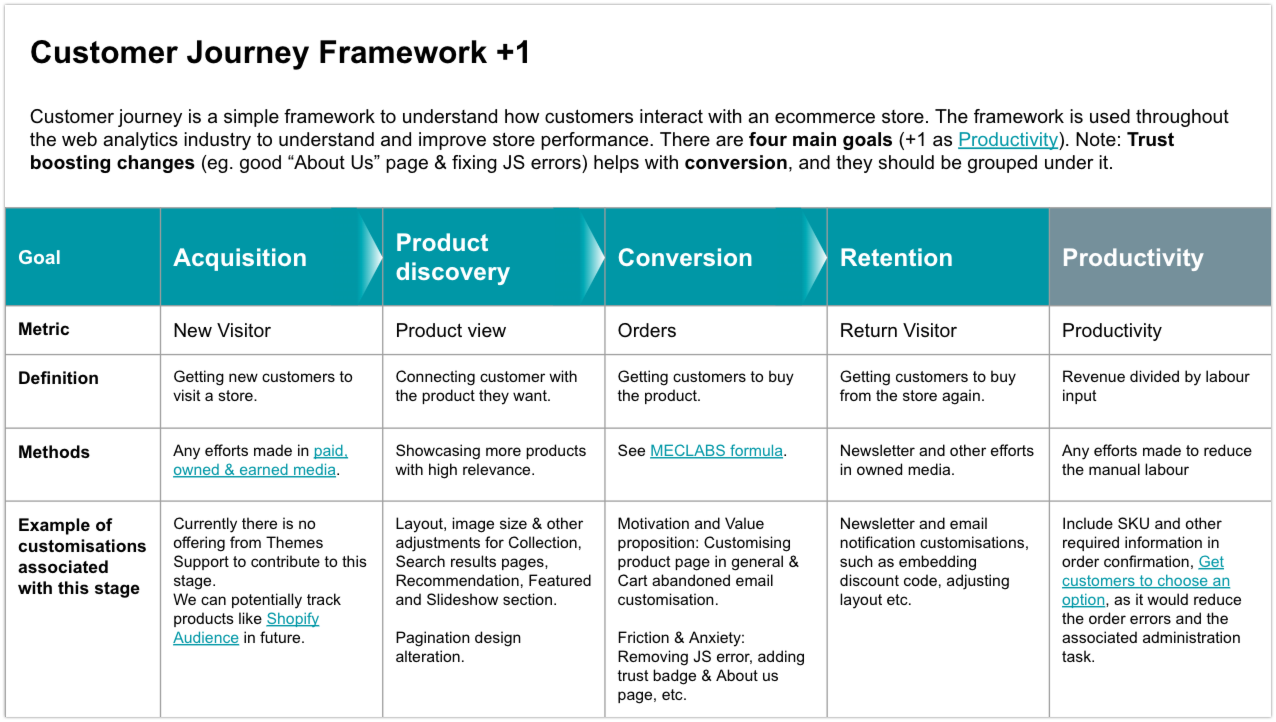 Customer Journey Framework +1
Customer journey is a simple framework to understand how customers interact with an ecommerce store. The framework is used throughout
the web analytics industry to understand and improve store performance. There are four main goals (+1 as Productivity). Note: Trust
boosting changes (eg. good “About Us” page & fixing JS errors) helps with conversion, and they should be grouped under it.
Goal
Acquisition
Product
discovery
Conversion
Retention
Productivity
Metric
New Visitor
Product view
Orders
Return Visitor
Productivity
Definition
Getting new customers to
visit a store.
Connecting customer with
the product they want.
Getting customers to buy
the product.
Getting customers to buy
from the store again.
Revenue divided by labour
input
Methods
Any efforts made in paid,
owned & earned media.
Showcasing more products
with high relevance.
See MECLABS formula.
Newsletter and other efforts
in owned media.
Any efforts made to reduce
the manual labour
Example of
customisations
associated
with this stage
Currently there is no
offering from Themes
Support to contribute to this
stage.
We can potentially track
products like Shopify
Audience in future.
Layout, image size & other
adjustments for Collection,
Search results pages,
Recommendation, Featured
and Slideshow section.
Pagination design
alteration.
Motivation and Value
proposition: Customising
product page in general &
Cart abandoned email
customisation.
Friction & Anxiety:
Removing JS error, adding
trust badge & About us
page, etc.
Newsletter and email
notification customisations,
such as embedding
discount code, adjusting
layout etc.
Include SKU and other
required information in
order confirmation, Get
customers to choose an
option, as it would reduce
the order errors and the
associated administration
task.